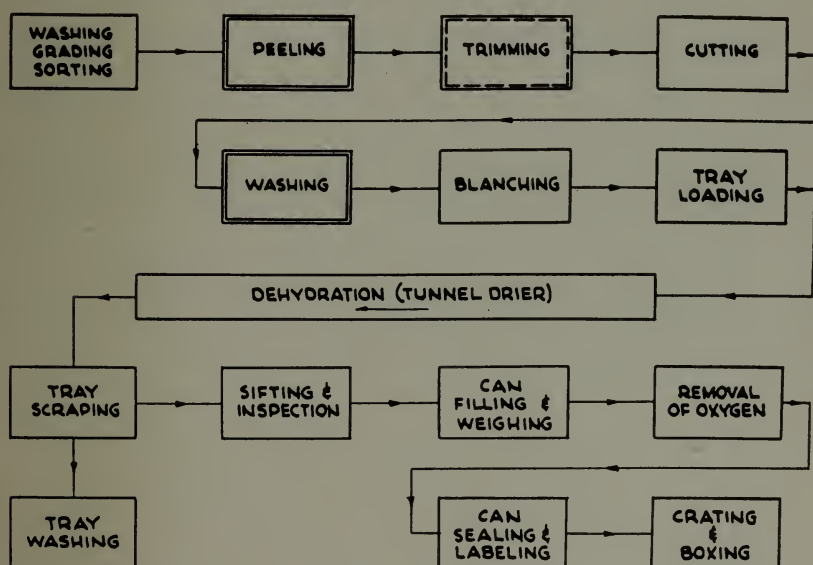 WASHING
GRADING
SORTING
PEELING
TRIMMING
CUTTING
WASHING
BLANCHING
TRAY
LOADING
DEHYDRATION (TUNNEL DRIER)
TRAY
SCRAPING
SIFTING &
INSPECTION
CAN
FILLING &
WEIGHING
REMOVAL
OF OXYGEN
TRAY
WASHING
CAN
SEALING &
LABELING
CRATING
&
BOXING